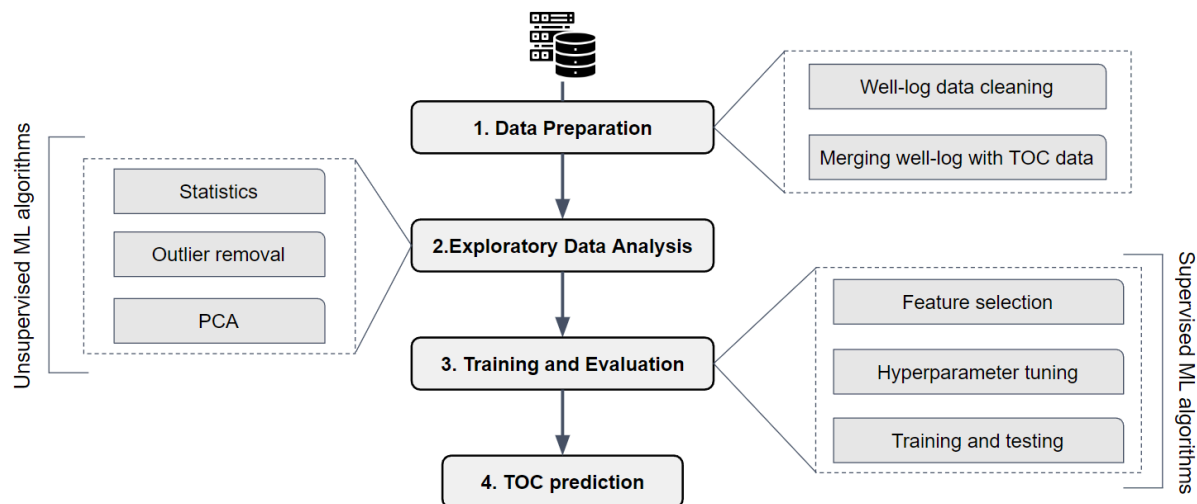 1. Data Preparation
Well-log data cleaning
Merging well-log with TOC data
Unsupervised ML algorithms
Statistics
Outlier removal
PCA
2.Exploratory Data Analysis
3. Training and Evaluation
Feature selection
Hyperparameter tuning
Training and testing
Supervised ML algorithms
4. TOC prediction